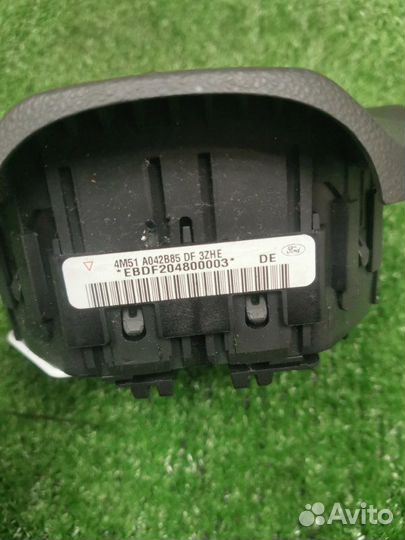 4M51 A042B85 DF 3ZHE
*EBDF204800003* DE
Ford
Avito